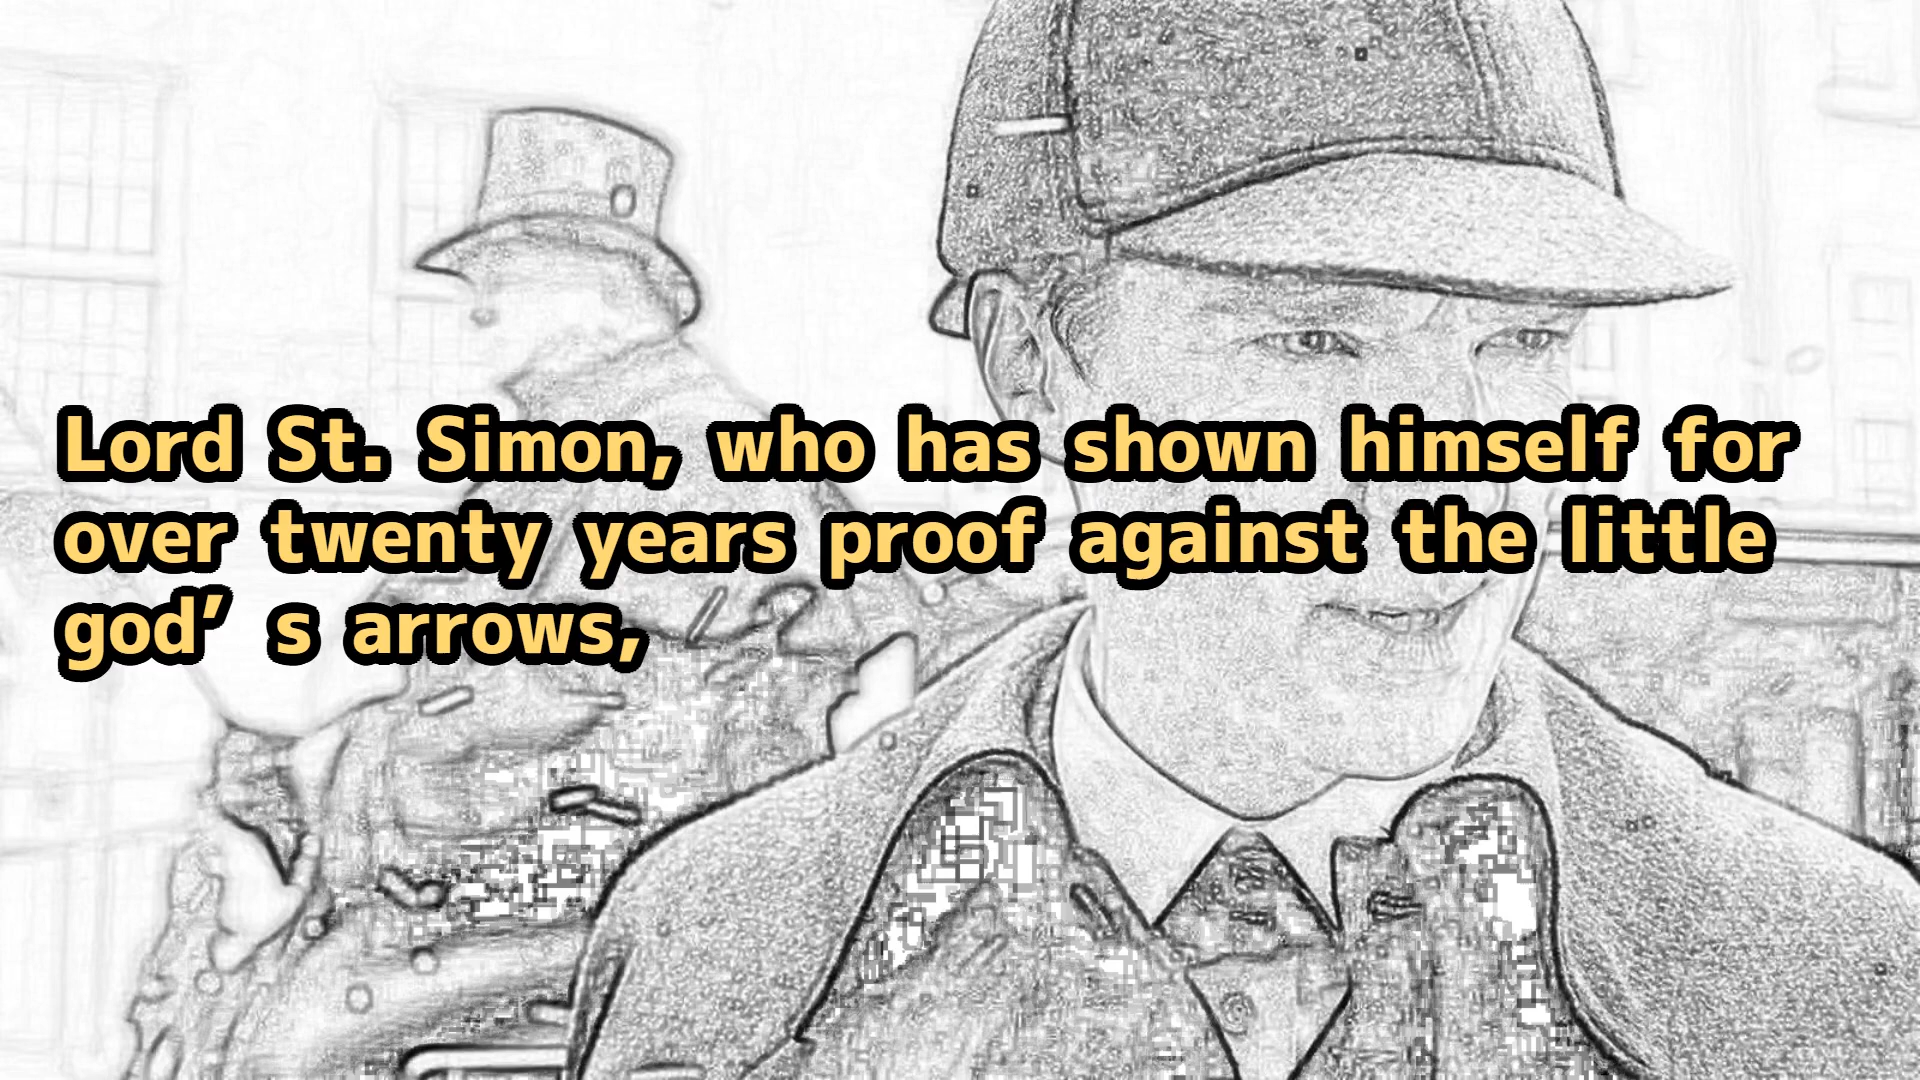 Lord St. Simon, who has shown himself for
over twenty years proof against the little
god’ s arrows,